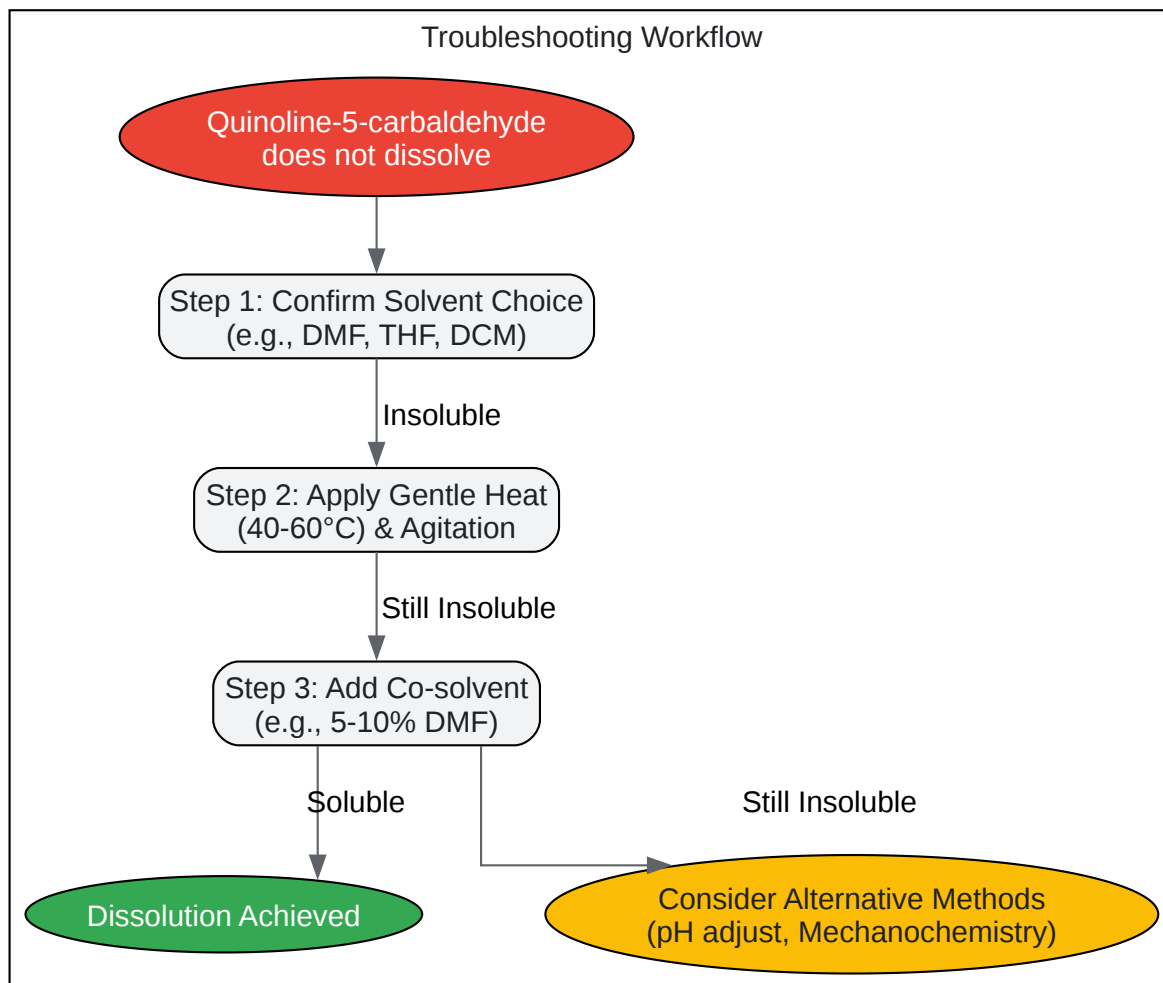 Troubleshooting Workflow
Quinoline-5-carbaldehyde
does not dissolve
Step 1: Confirm Solvent Choice
(e.g., DMF, THF, DCM)
Insoluble
Step 2: Apply Gentle Heat
(40-60°C) & Agitation
Still Insoluble
Step 3: Add Co-solvent
(e.g., 5-10% DMF)
Soluble
Still Insoluble
Dissolution Achieved
Consider Alternative Methods
(pH adjust, Mechanochemistry)